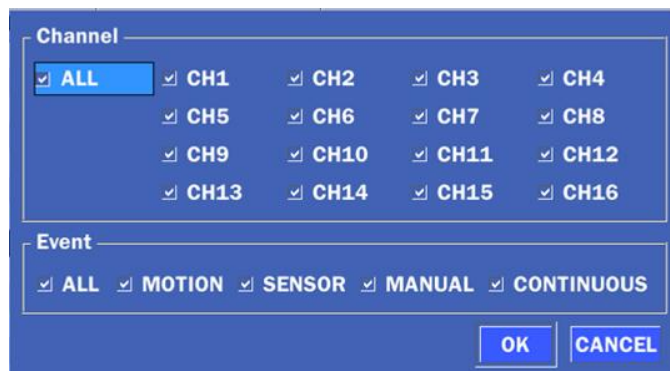 Channel
ALL CH1 CH2 CH3 CH4
CH5 CH6 CH7 CH8
CH9 CH10 CH11 CH12
CH13 CH14 CH15 CH16
Event
ALL MOTION SENSOR MANUAL CONTINUOUS
OK CANCEL